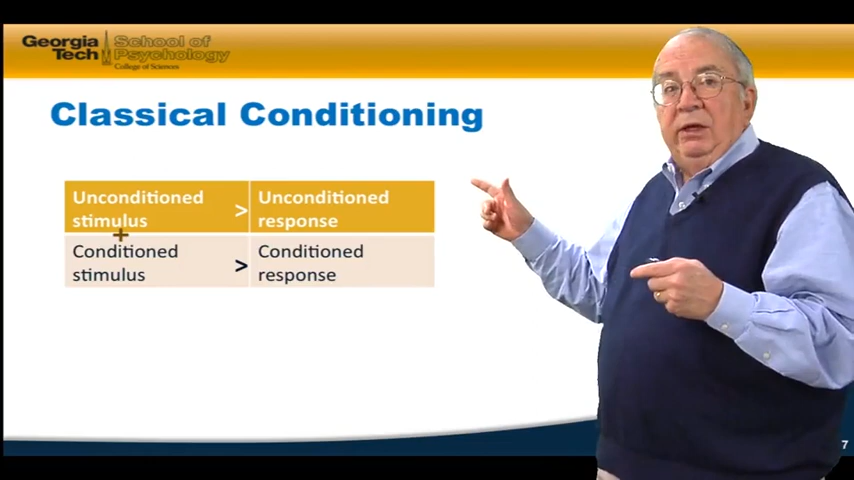 Georgia Tech School of Psychology
College of Sciences
Classical Conditioning
Unconditioned stimulus > Unconditioned response
+
Conditioned stimulus > Conditioned response
7